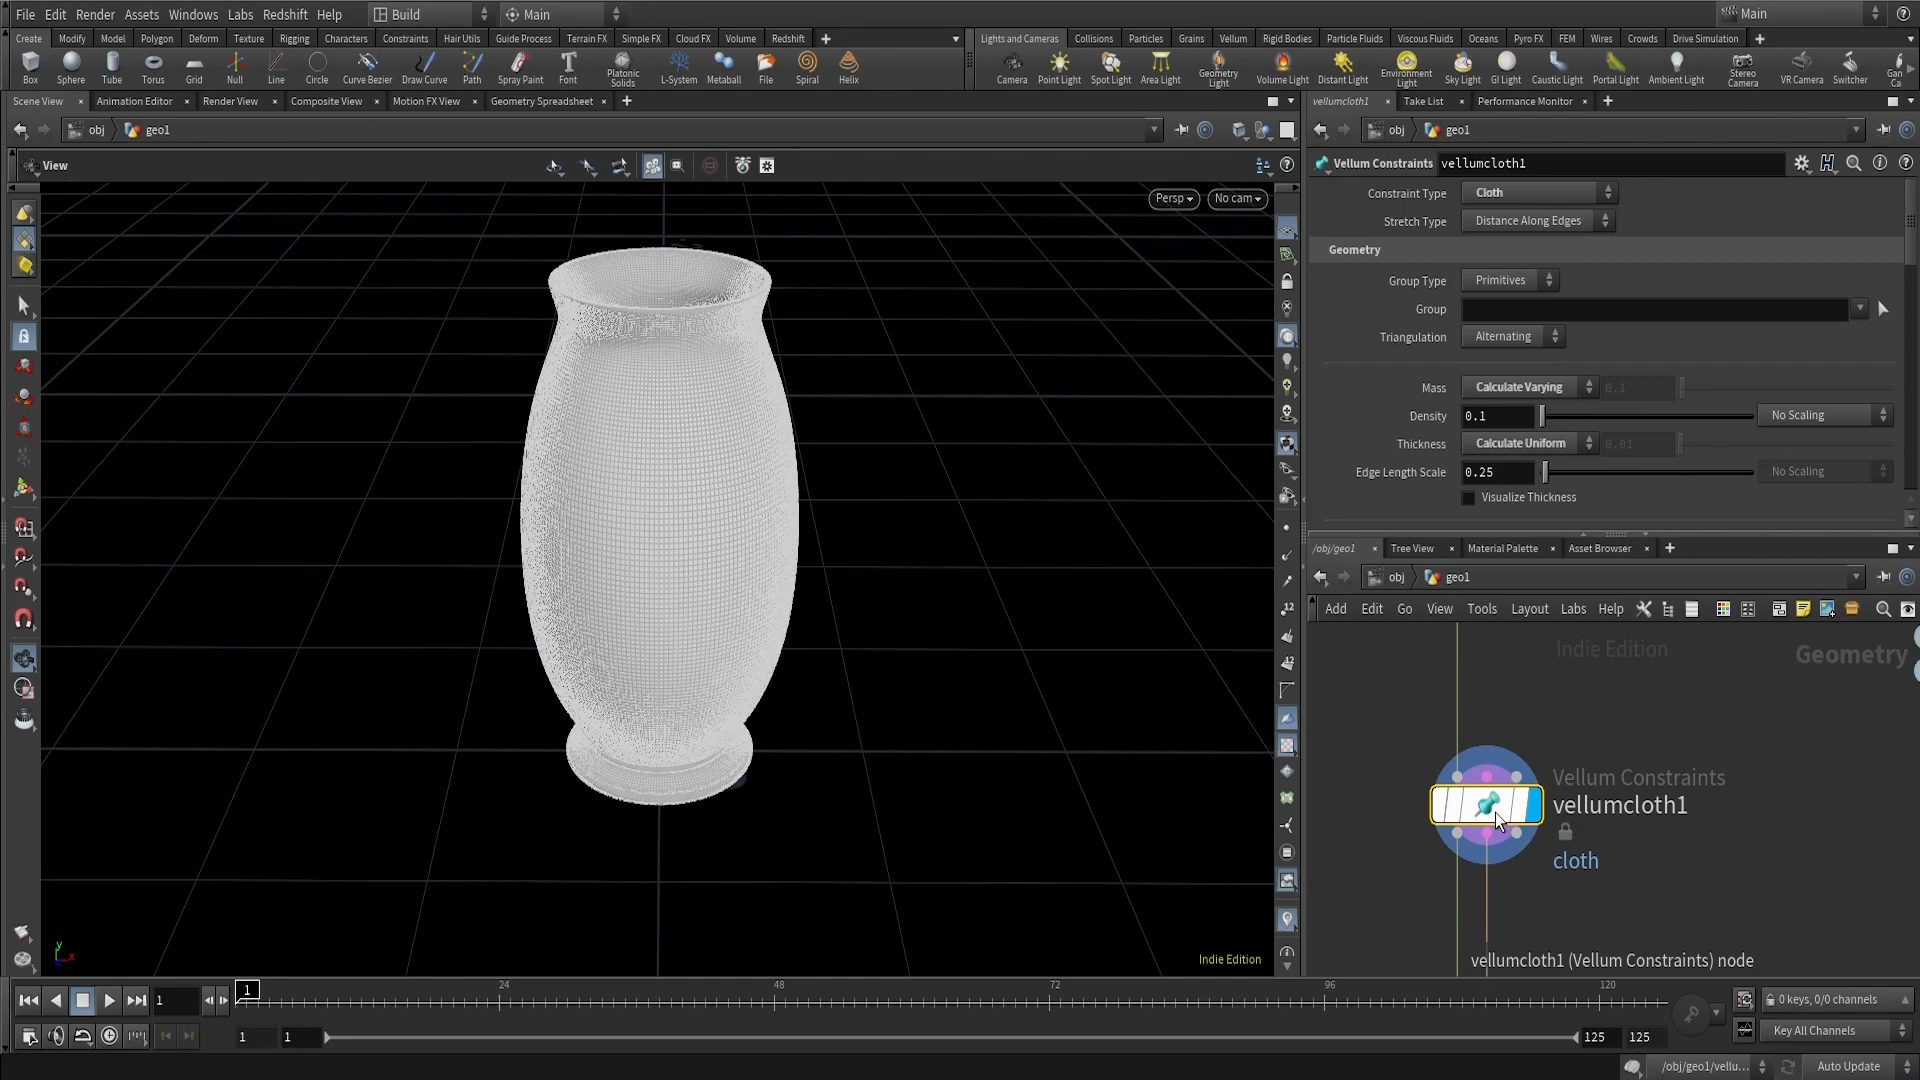 File Edit Render Assets Windows Labs Redshift Help Build Main Main
Create Modify Model Polygon Deform Texture Rigging Characters Constraints Hair Utils Guide Process Terrain FX Simple FX Cloud FX Volume Redshift
Lights and Cameras Collisions Particles Grains Vellum Rigid Bodies Particle Fluids Viscous Fluids Oceans Pyro FX FEM Wires Crowds Drive Simulation
Box Sphere Tube Torus Grid Null Line Circle Curve Bezier Draw Curve Path Spray Paint Font Platonic Solids L-System Metaball File Spiral Helix
Camera Point Light Spot Light Area Light Geometry Light Volume Light Distant Light Environment Light Sky Light GI Light Caustic Light Portal Light Ambient Light Stereo Camera VR Camera Switcher Gan Ca
Scene View Animation Editor Render View Composite View Motion FX View Geometry Spreadsheet
vellumcloth1 Take List Performance Monitor
obj geo1
obj geo1
View
Persp No cam
Vellum Constraints vellumcloth1
Constraint Type Cloth
Stretch Type Distance Along Edges
Geometry
Group Type Primitives
Group
Triangulation Alternating
Mass Calculate Varying 0.1
Density 0.1 No Scaling
Thickness Calculate Uniform 0.01
Edge Length Scale 0.25 No Scaling
Visualize Thickness
/obj/geo1 Tree View Material Palette Asset Browser
obj geo1
Add Edit Go View Tools Layout Labs Help
Indie Edition Geometry
Vellum Constraints
vellumcloth1
cloth
vellumcloth1 (Vellum Constraints) node
12
12
y
x
Indie Edition
1 1 24 48 72 96 120
0 keys, 0/0 channels
1 1 125 125
Key All Channels
/obj/geo1/vellu... Auto Update